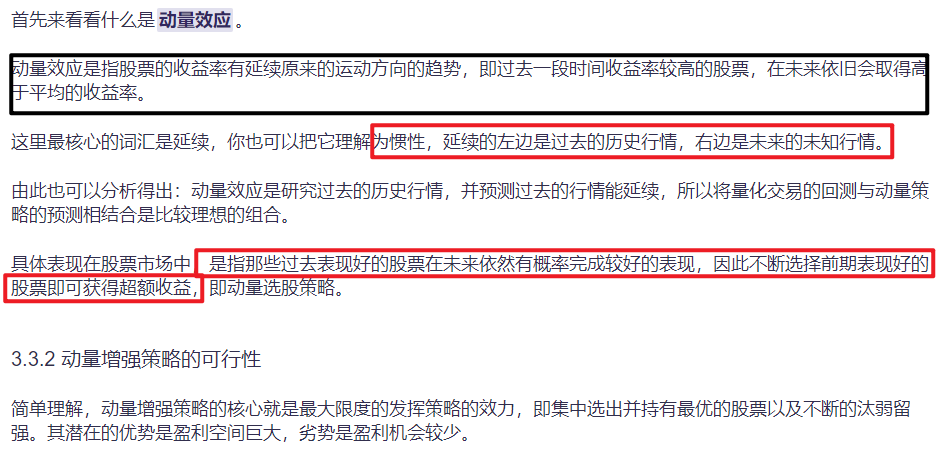 首先来看看什么是动量效应。
动量效应是指股票的收益率有延续原来的运动方向的趋势，即过去一段时间收益率较高的股票，在未来依旧会取得高
于平均的收益率。
这里最核心的词汇是延续，你也可以把它理解为惯性，延续的左边是过去的历史行情，右边是未来的未知行情。
由此也可以分析得出：动量效应是研究过去的历史行情，并预测过去的行情能延续，所以将量化交易的回测与动量策
略的预测相结合是比较理想的组合。
具体表现在股票市场中，是指那些过去表现好的股票在未来依然有概率完成较好的表现，因此不断选择前期表现好的
股票即可获得超额收益，即动量选股策略。
3.3.2 动量增强策略的可行性
简单理解，动量增强策略的核心就是最大限度的发挥策略的效力，即集中选出并持有最优的股票以及不断的汰弱留
强。其潜在的优势是盈利空间巨大，劣势是盈利机会较少。